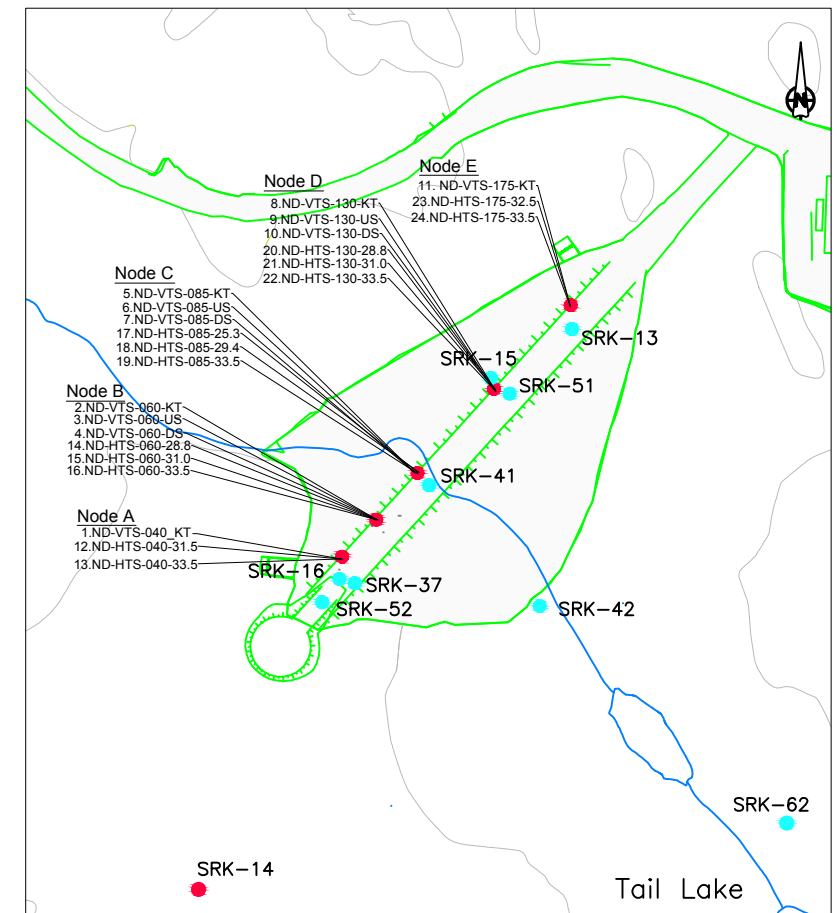 N
Node E
11. ND-VTS-175-KT
23.ND-HTS-175-32.5
24.ND-HTS-175-33.5
Node D
8.ND-VTS-130-KT
9.ND-VTS-130-US
10.ND-VTS-130-DS
20.ND-HTS-130-28.8
21.ND-HTS-130-31.0
22.ND-HTS-130-33.5
Node C
5.ND-VTS-085-KT
6.ND-VTS-085-US
7.ND-VTS-085-DS
17.ND-HTS-085-25.3
18.ND-HTS-085-29.4
19.ND-HTS-085-33.5
Node B
2.ND-VTS-060-KT
3.ND-VTS-060-US
4.ND-VTS-060-DS
14.ND-HTS-060-28.8
15.ND-HTS-060-31.0
16.ND-HTS-060-33.5
Node A
1.ND-VTS-040_KT
12.ND-HTS-040-31.5
13.ND-HTS-040-33.5
SRK-13
SRK-15
SRK-51
SRK-41
SRK-16
SRK-37
SRK-52
SRK-42
SRK-62
SRK-14
Tail Lake